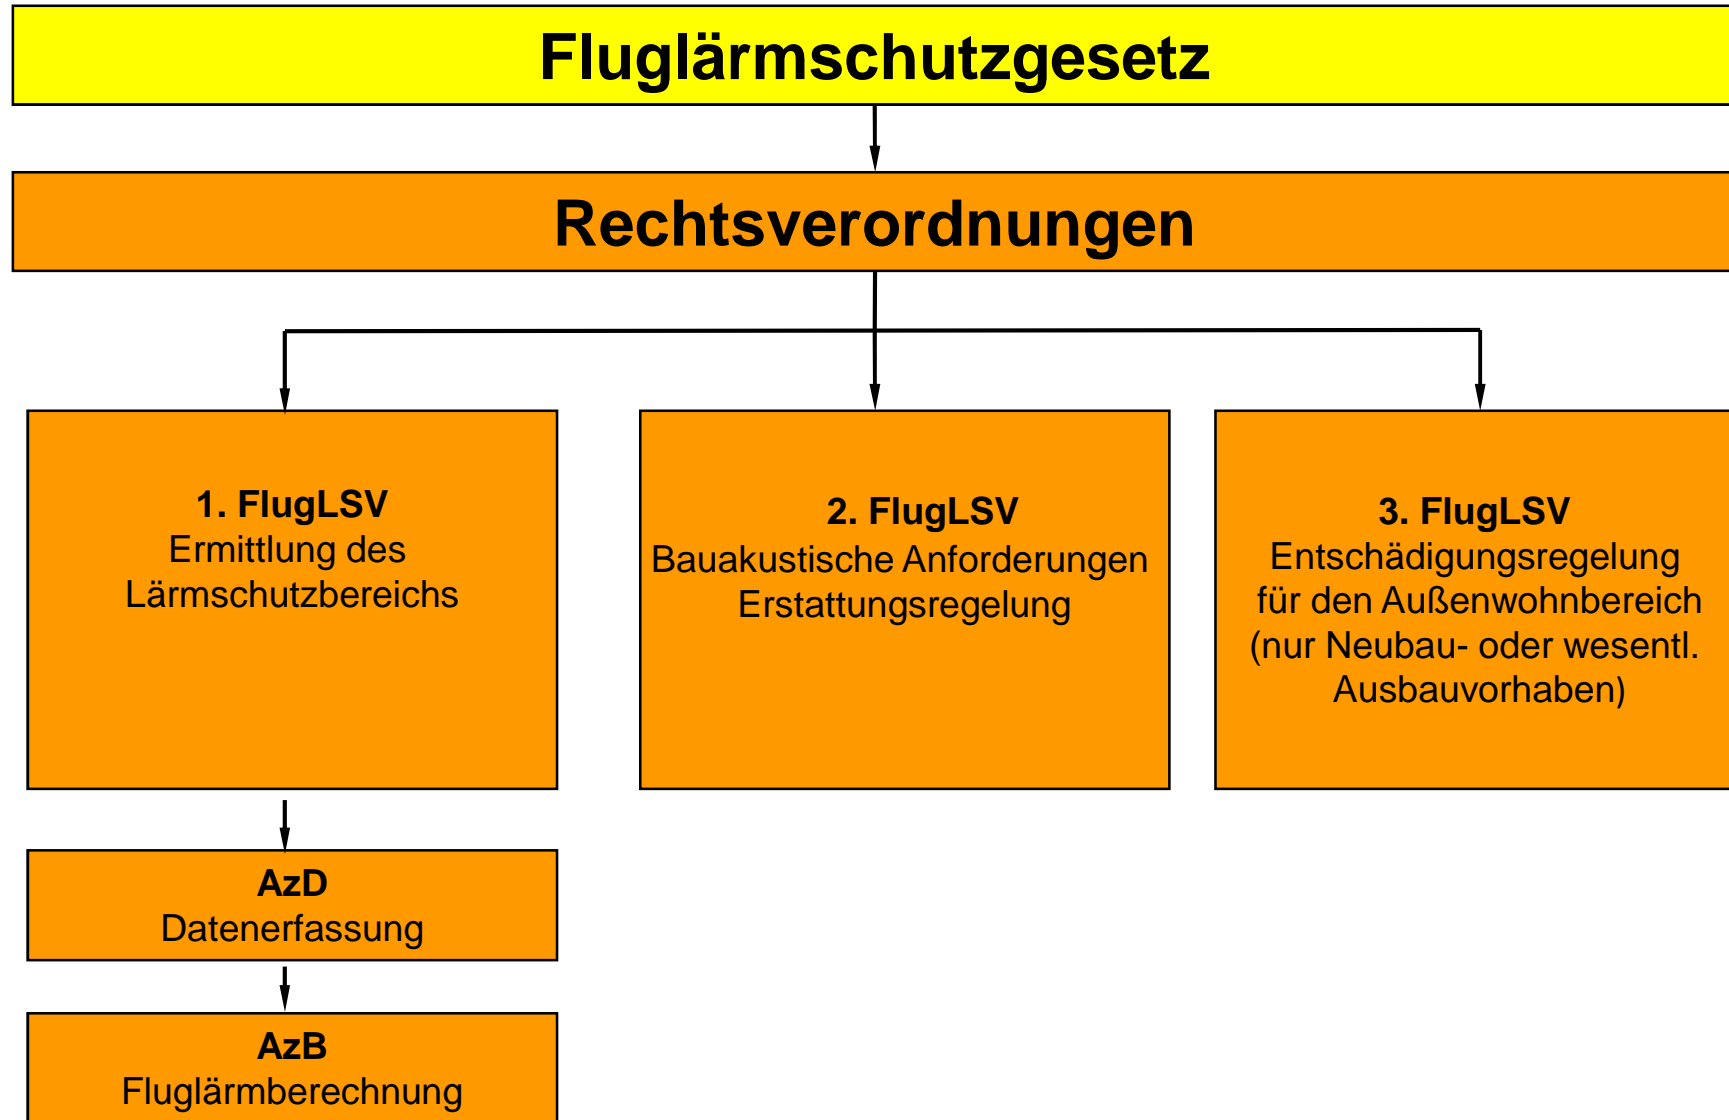 Fluglärmschutzgesetz
Rechtsverordnungen
1. FlugLSV
Ermittlung des
Lärmschutzbereichs
2. FlugLSV
Bauakustische Anforderungen
Erstattungsregelung
3. FlugLSV
Entschädigungsregelung
für den Außenwohnbereich
(nur Neubau- oder wesentl.
Ausbauvorhaben)
AzD
Datenerfassung
AzB
Fluglärmberechnung